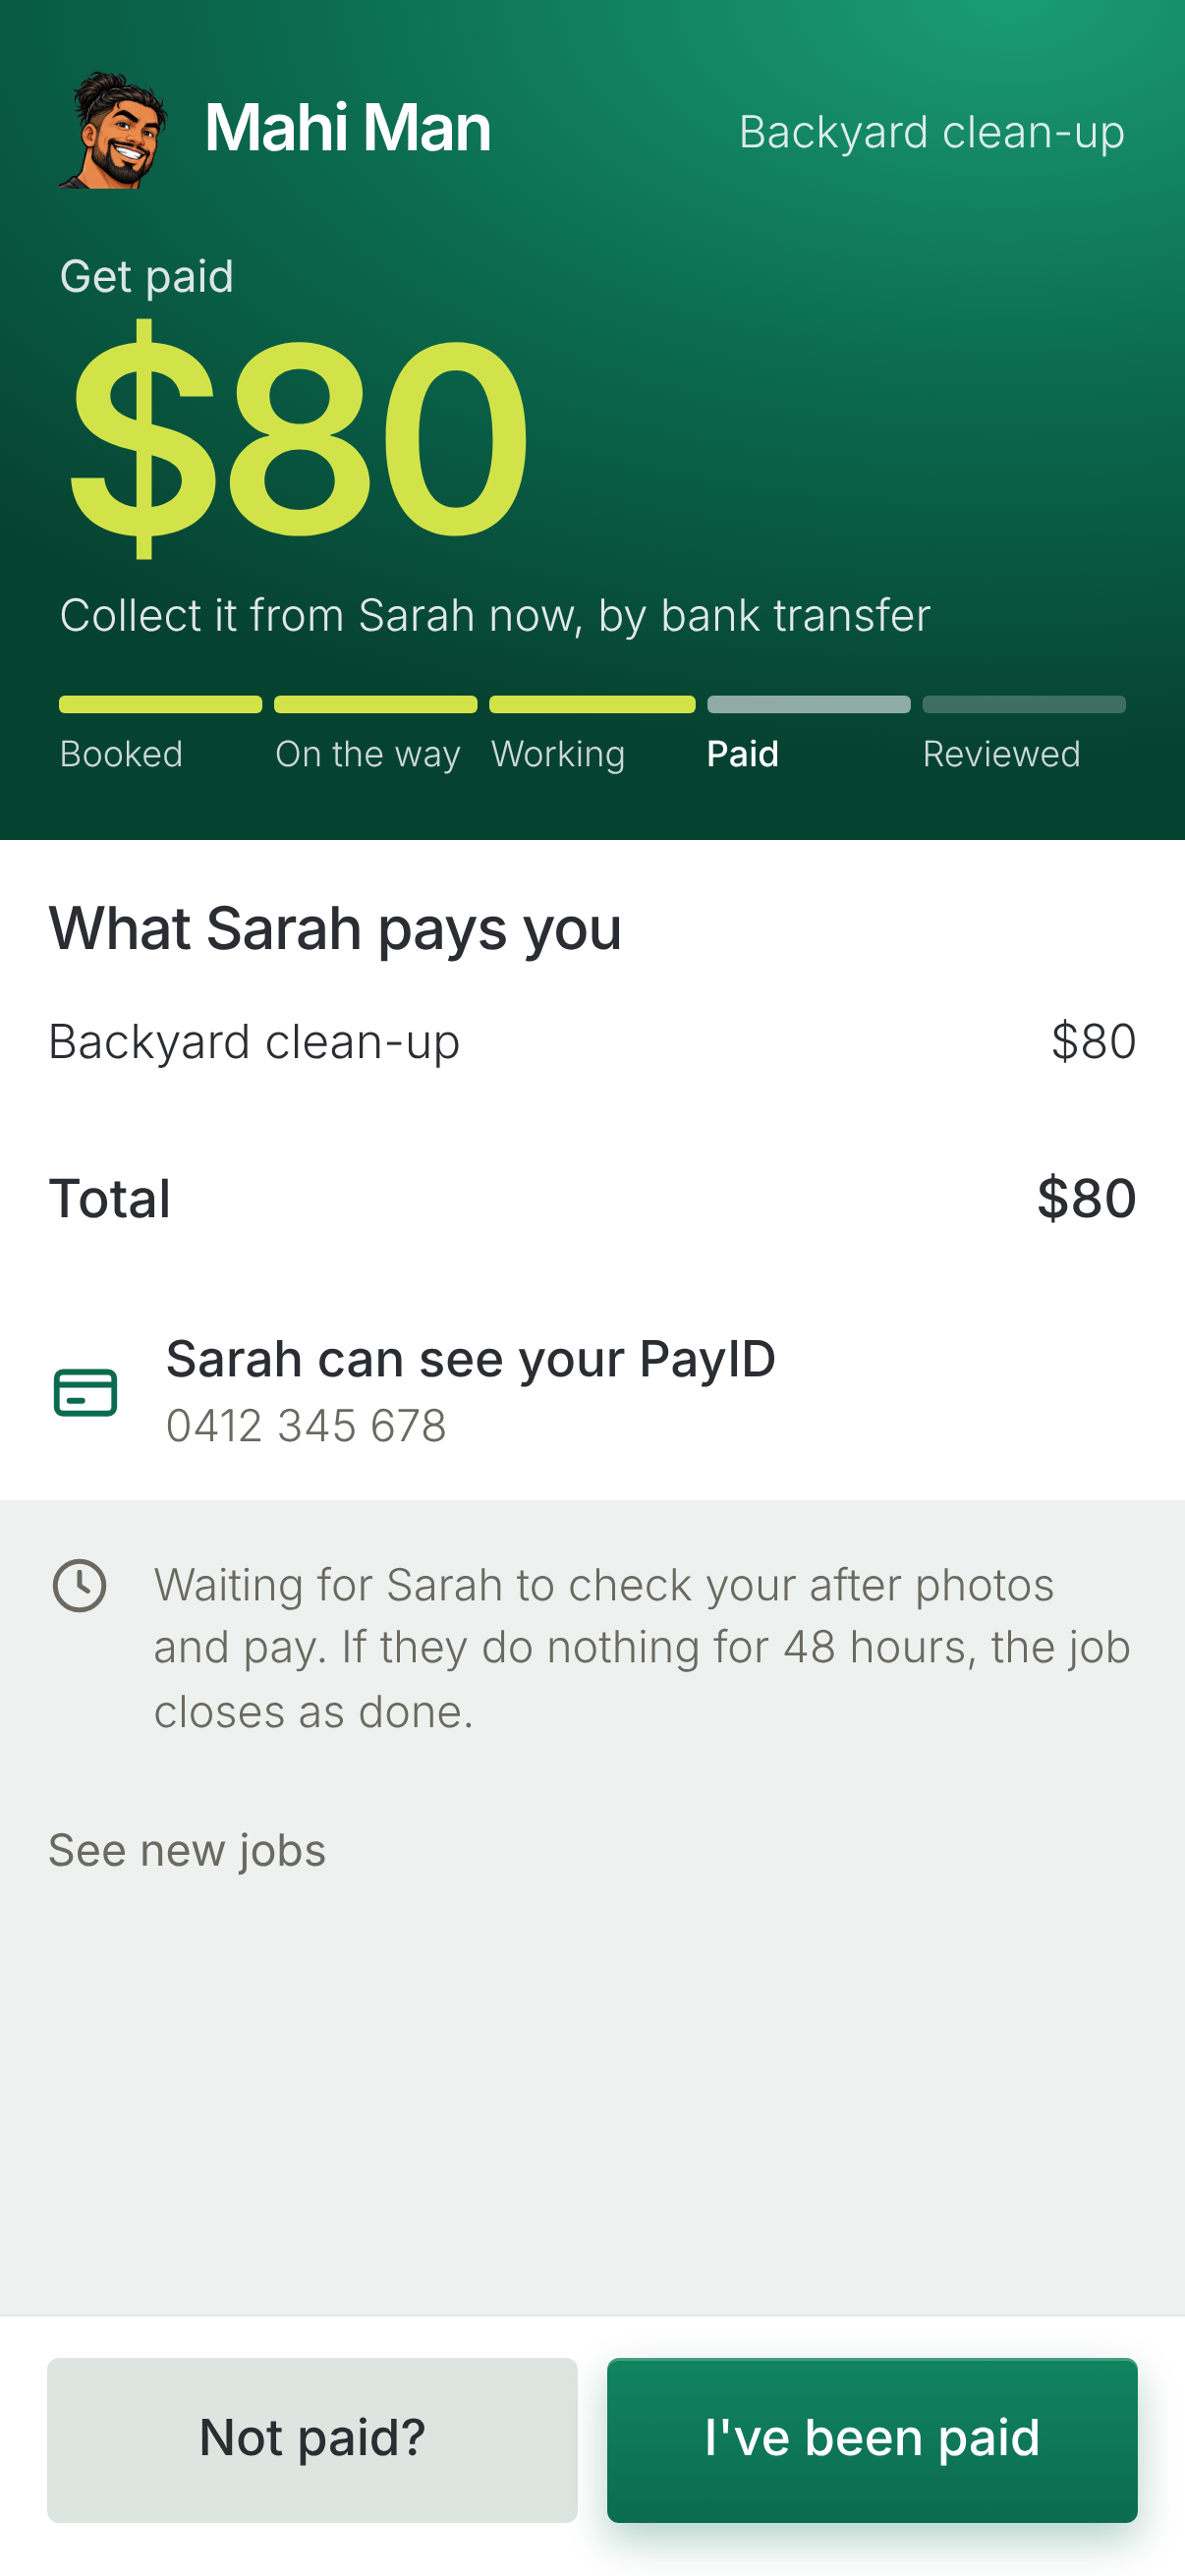 Mahi Man
Backyard clean-up
Get paid
$80
Collect it from Sarah now, by bank transfer
Booked
On the way
Working
Paid
Reviewed
What Sarah pays you
Backyard clean-up $80
Total $80
Sarah can see your PayID
0412 345 678
Waiting for Sarah to check your after photos
and pay. If they do nothing for 48 hours, the job
closes as done.
See new jobs
Not paid?
I've been paid